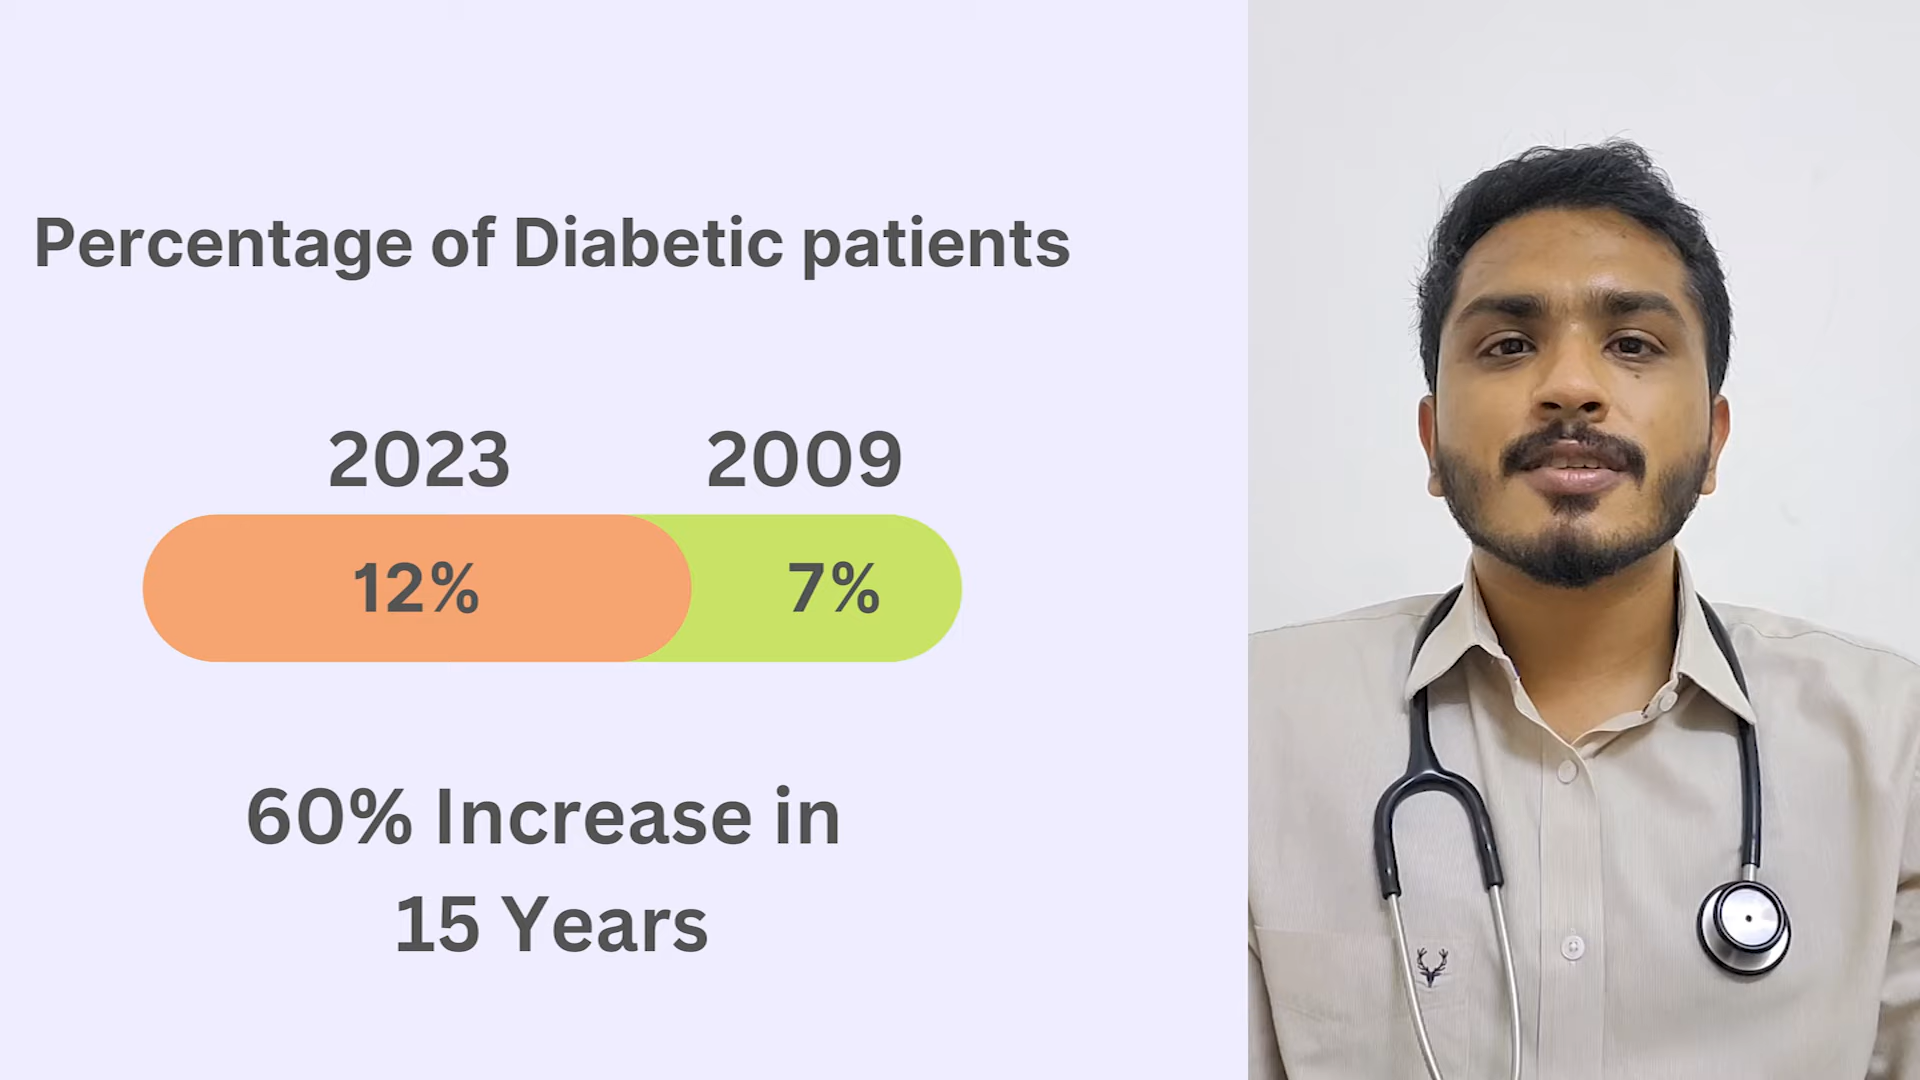 Percentage of Diabetic patients
2023 2009
12% 7%
60% Increase in
15 Years